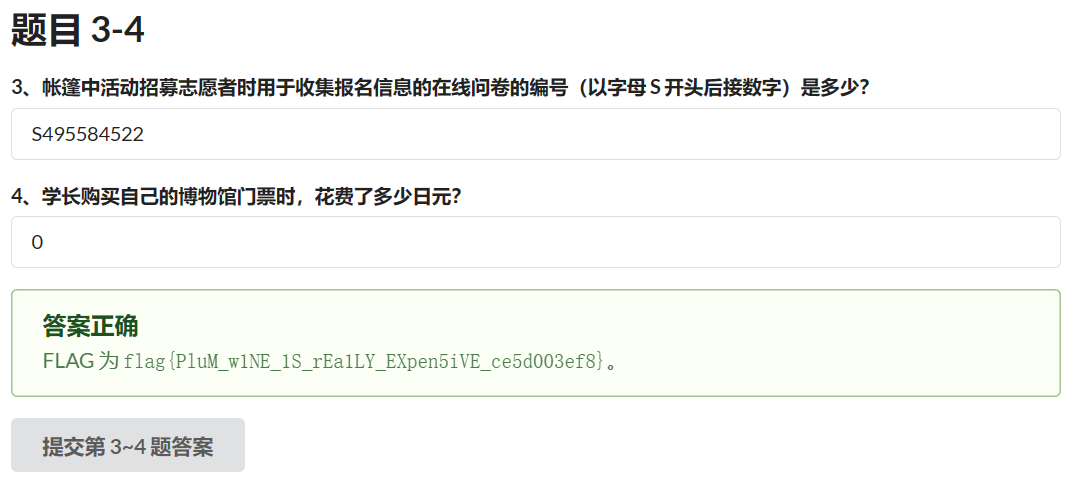 题目 3-4
3、帐篷中活动招募志愿者时用于收集报名信息的在线问卷的编号（以字母 S 开头后接数字）是多少？
S495584522
4、学长购买自己的博物馆门票时，花费了多少日元？
0
答案正确
FLAG 为 flag{PluM_w1NE_1S_rEa1LY_EXpen5iVE_ce5d003ef8}。
提交第 3~4 题答案